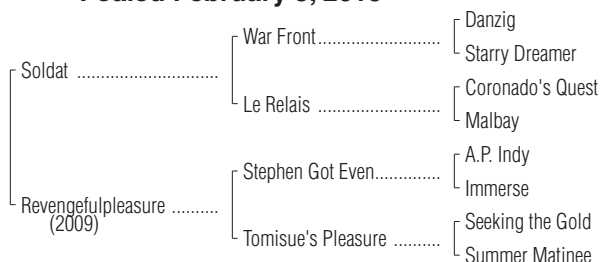 Danzig
War Front........................
Starry Dreamer
Soldat ............................
Coronado's Quest
Le Relais ........................
Malbay
A.P. Indy
Stephen Got Even.............
Immerse
Revengefulpleasure ..........
(2009)
Seeking the Gold
Tomisue's Pleasure ..........
Summer Matinee